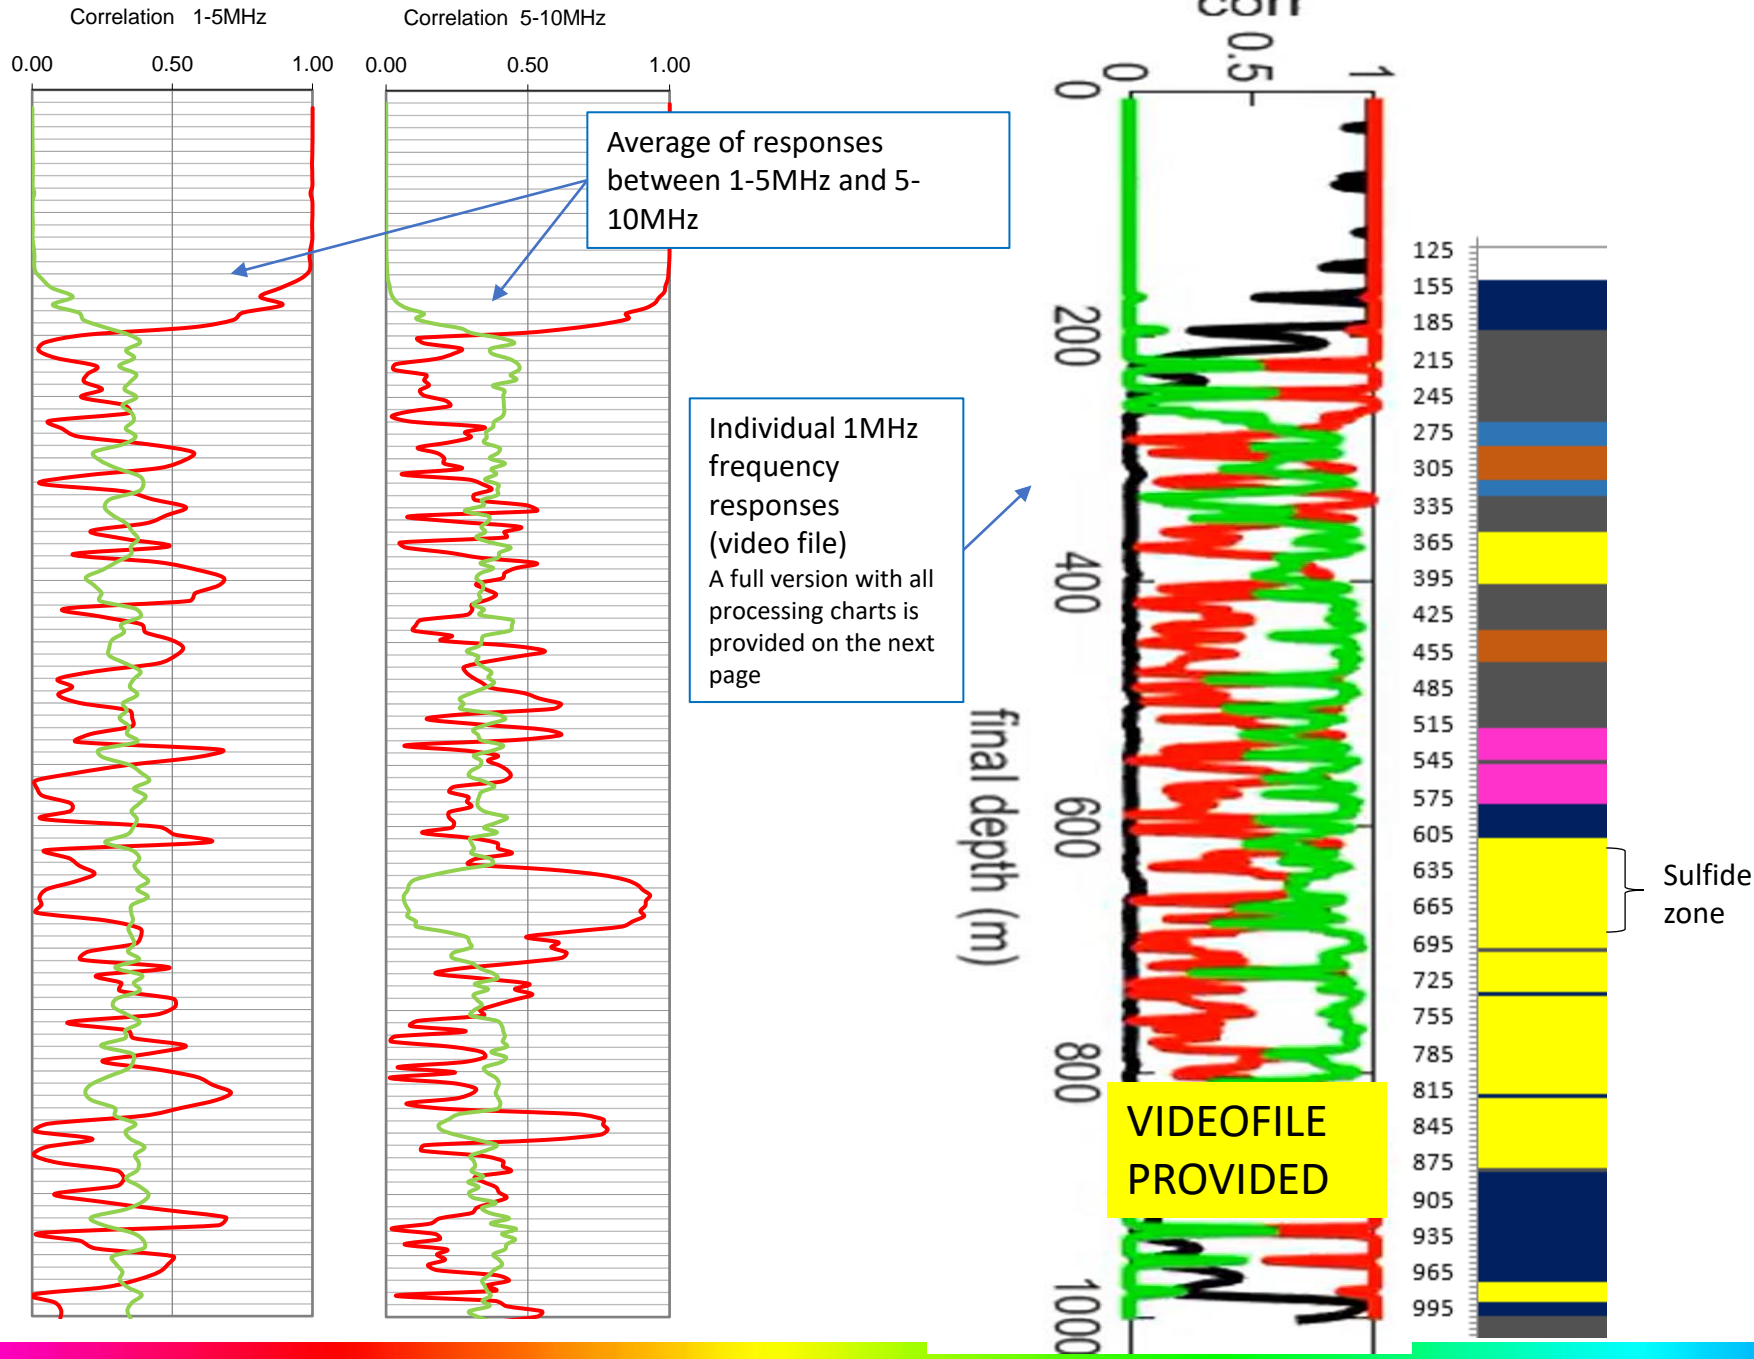 Correlation 1-5MHz
0.00 0.50 1.00
Correlation 5-10MHz
0.00 0.50 1.00
Average of responses
between 1-5MHz and 5-
10MHz
Individual 1MHz
frequency
responses
(video file)
A full version with all
processing charts is
provided on the next
page
corr
0 0.5 1
final depth (m)
0
200
400
600
800
1000
VIDEOFILE
PROVIDED
125
155
185
215
245
275
305
335
365
395
425
455
485
515
545
575
605
635
665
695
725
755
785
815
845
875
905
935
965
995
Sulfide
zone